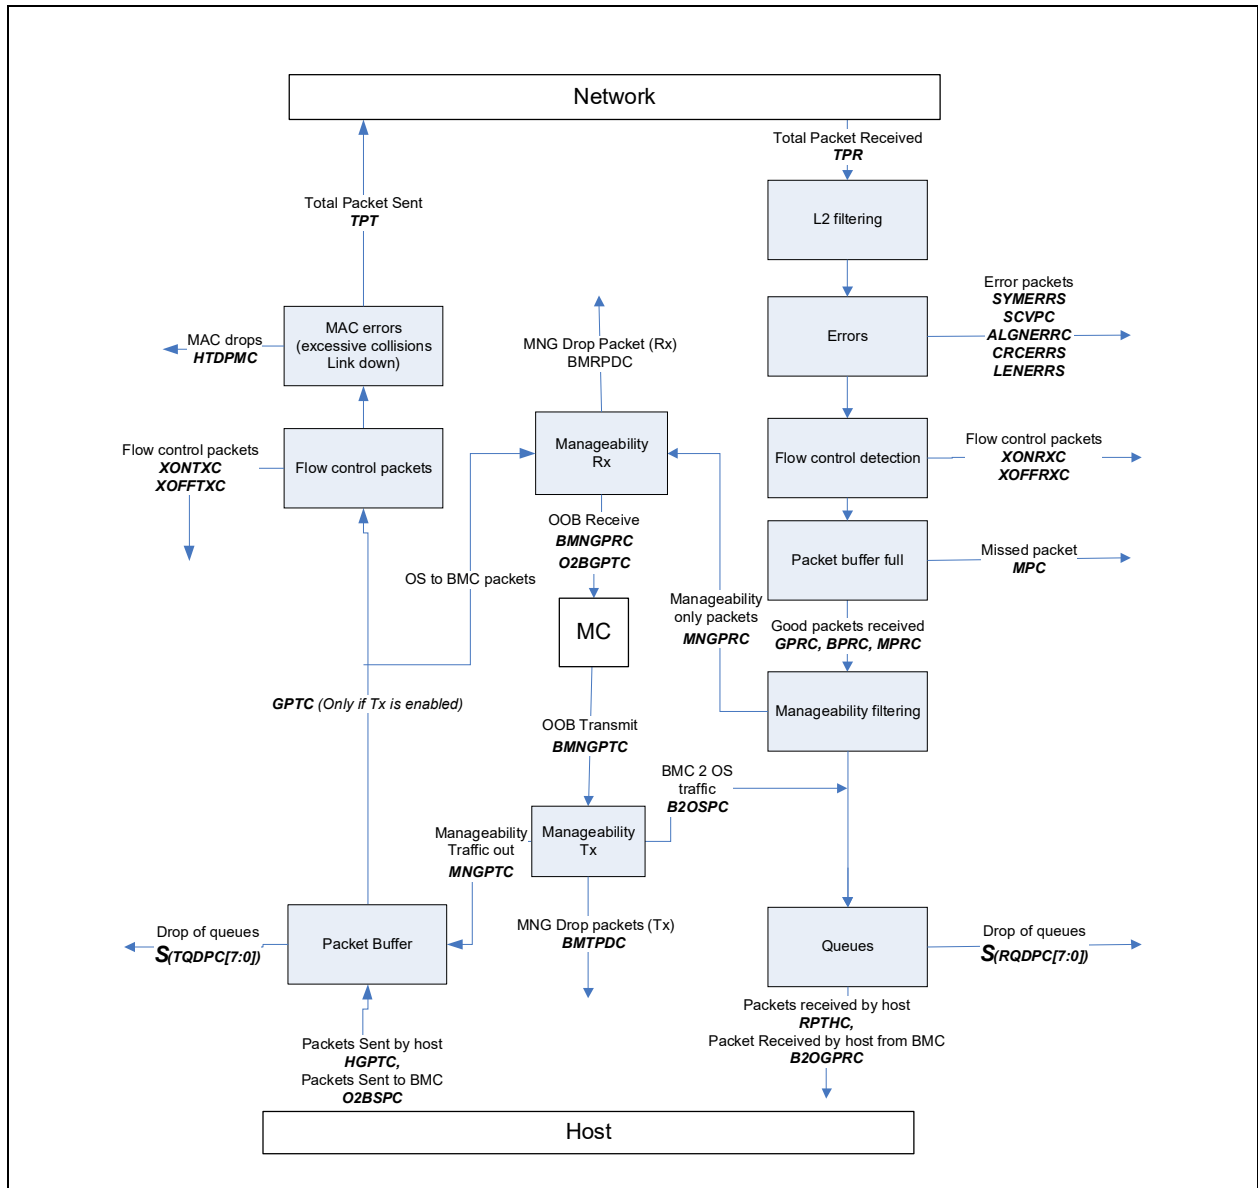 Network
Total Packet Received
TPR
L2 filtering
Total Packet Sent
TPT
Error packets
SYMERRS
SCVPC
ALGNERRC
CRCERRS
LENERRS
Errors
MAC errors
(excessive collisions
Link down)
MAC drops
HTDPMC
MNG Drop Packet (Rx)
BMRPDC
Flow control packets
XONTXC
XOFFTXC
Flow control packets
Manageability
Rx
Flow control detection
Flow control packets
XONRXC
XOFFRXC
OOB Receive
BMNGPRC
O2BGPTC
OS to BMC packets
Packet buffer full
Missed packet
MPC
Manageability
only packets
MNGPRC
Good packets received
GPRC, BPRC, MPRC
MC
GPTC (Only if Tx is enabled)
Manageability filtering
OOB Transmit
BMNGPTC
BMC 2 OS
traffic
B2OSPC
Manageability
Traffic out
MNGPTC
Manageability
Tx
Drop of queues
S(TQDPC[7:0])
Packet Buffer
MNG Drop packets (Tx)
BMTPDC
Queues
Drop of queues
S(RQDPC[7:0])
Packets received by host
RPTHC,
Packet Received by host from BMC
B2OGPRC
Packets Sent by host
HGPTC,
Packets Sent to BMC
O2BSPC
Host